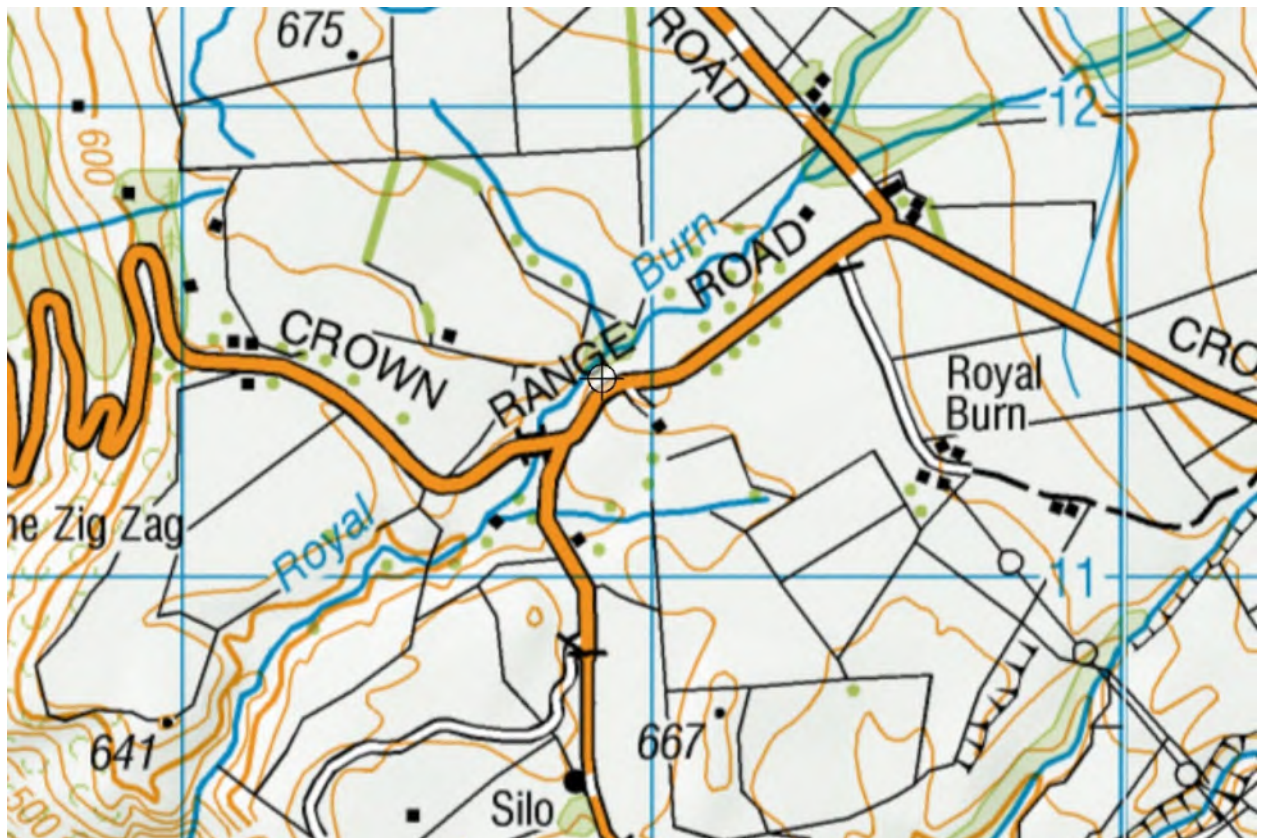 675
ROAD
12
600
Burn
ROAD
CROWN
RANGE
CRO
Royal
Burn
ne Zig Zag
Royal
11
641
667
500
Silo